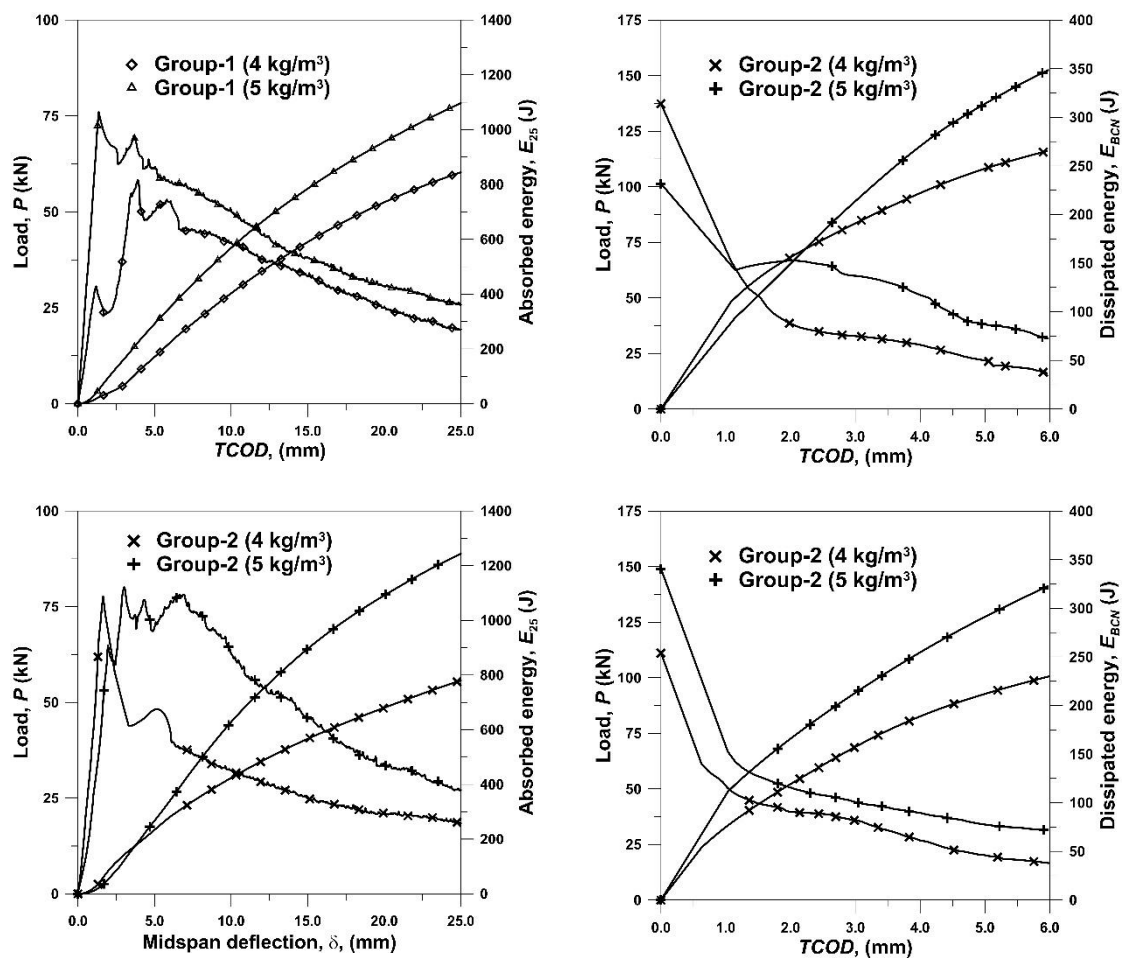 100
75
50
25
0
Load, P (kN)
Group-1 (4 kg/m³)
Group-1 (5 kg/m³)
1400
1200
1000
800
600
400
200
0
Absorbed energy, E25 (J)
0.0 5.0 10.0 15.0 20.0 25.0
TCOD, (mm)
175
150
125
100
75
50
25
0
Load, P (kN)
Group-2 (4 kg/m³)
Group-2 (5 kg/m³)
400
350
300
250
200
150
100
50
0
Dissipated energy, EBCN (J)
0.0 1.0 2.0 3.0 4.0 5.0 6.0
TCOD, (mm)
100
75
50
25
0
Load, P (kN)
Group-2 (4 kg/m³)
Group-2 (5 kg/m³)
1400
1200
1000
800
600
400
200
0
Absorbed energy, E25 (J)
0.0 5.0 10.0 15.0 20.0 25.0
Midspan deflection, δ, (mm)
175
150
125
100
75
50
25
0
Load, P (kN)
Group-2 (4 kg/m³)
Group-2 (5 kg/m³)
400
350
300
250
200
150
100
50
0
Dissipated energy, EBCN (J)
0.0 1.0 2.0 3.0 4.0 5.0 6.0
TCOD, (mm)